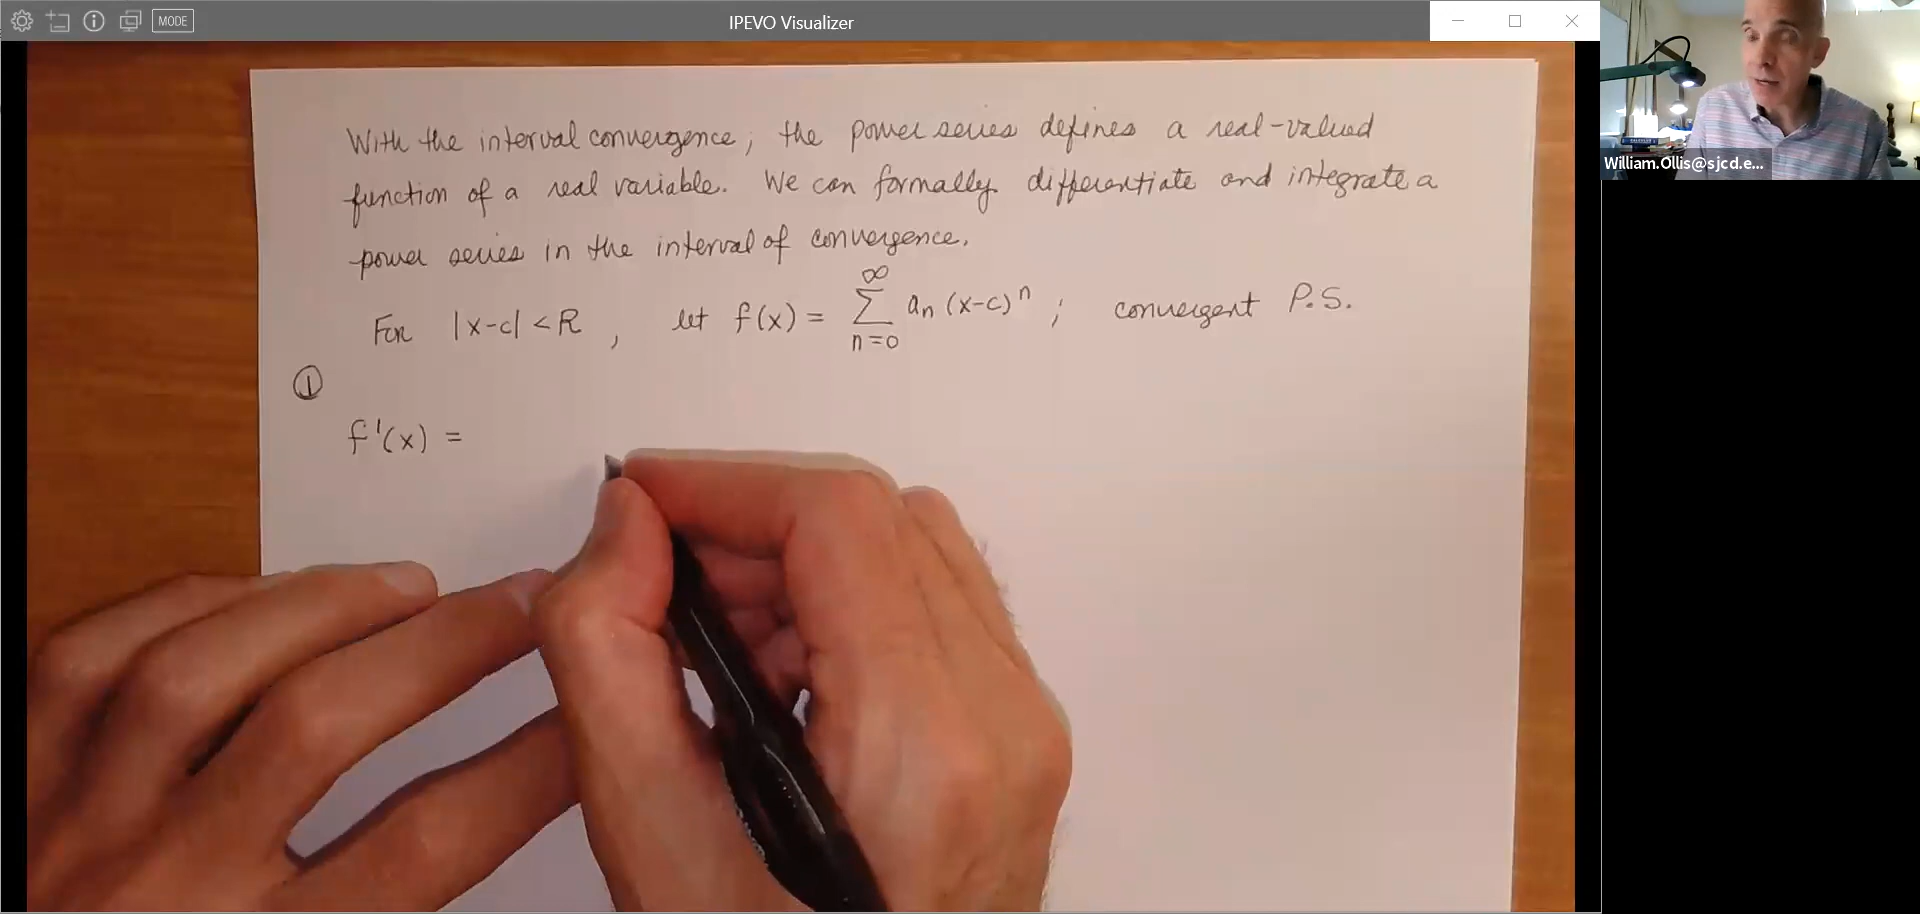 MODE
IPEVO Visualizer
With the interval convergence, the power series defines a real-valued
function of a real variable. We can formally differentiate and integrate a
power series in the interval of convergence.
For |x-c| < R, let f(x) = ∑_{n=0}^{∞} a_n (x-c)^n ; convergent P.S.
①
f'(x) =
William.Ollis@sjcd.e...